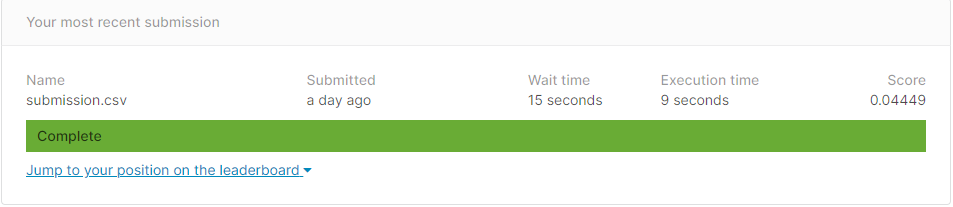 Your most recent submission
Name Submitted Wait time Execution time Score
submission.csv a day ago 15 seconds 9 seconds 0.04449
Complete
Jump to your position on the leaderboard